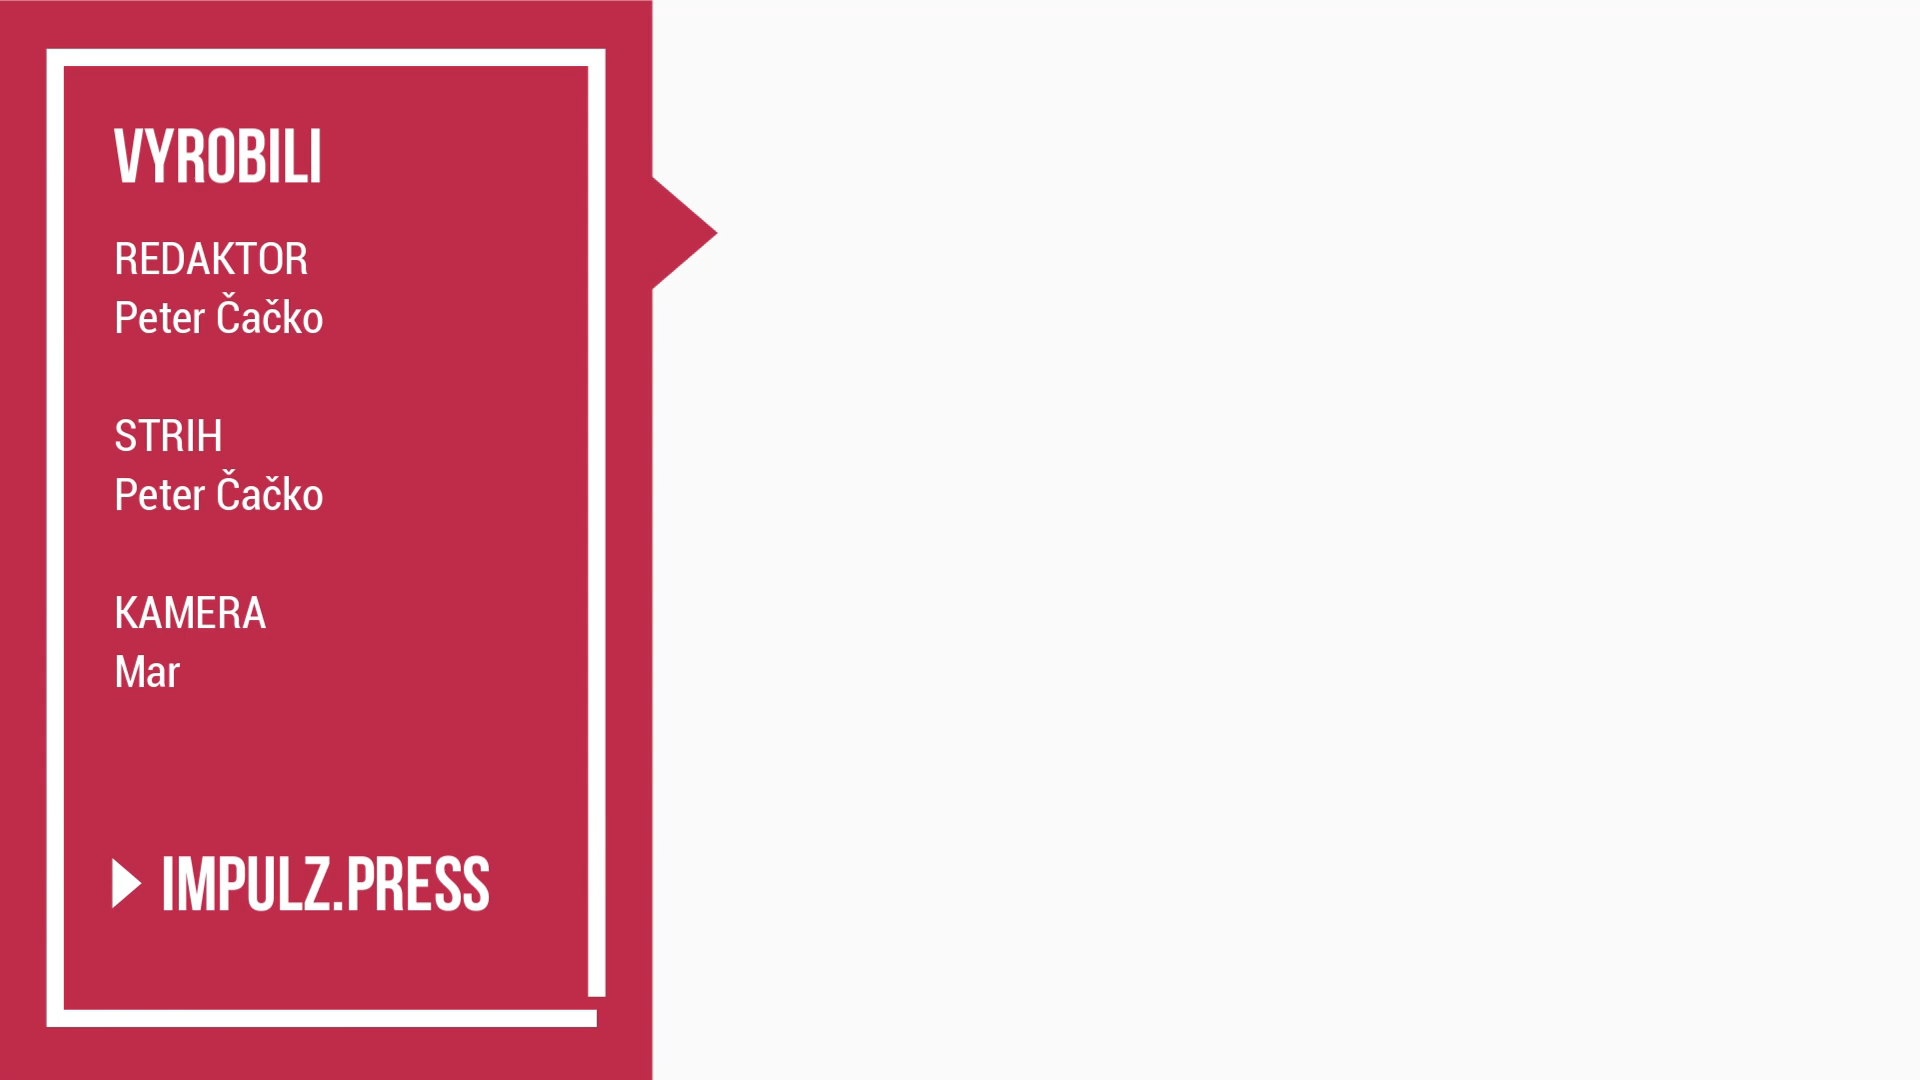 VYROBILI
REDAKTOR
Peter Čačko
STRIH
Peter Čačko
KAMERA
Mar
IMPULZ.PRESS